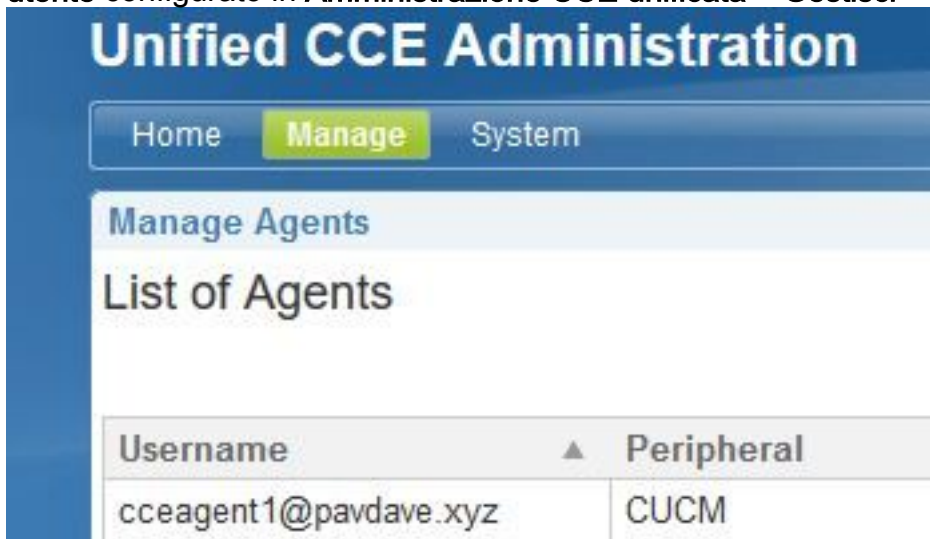 Unified CCE Administration
Home Manage System
Manage Agents
List of Agents
Username Peripheral
cceagent1@pavdave.xyz CUCM